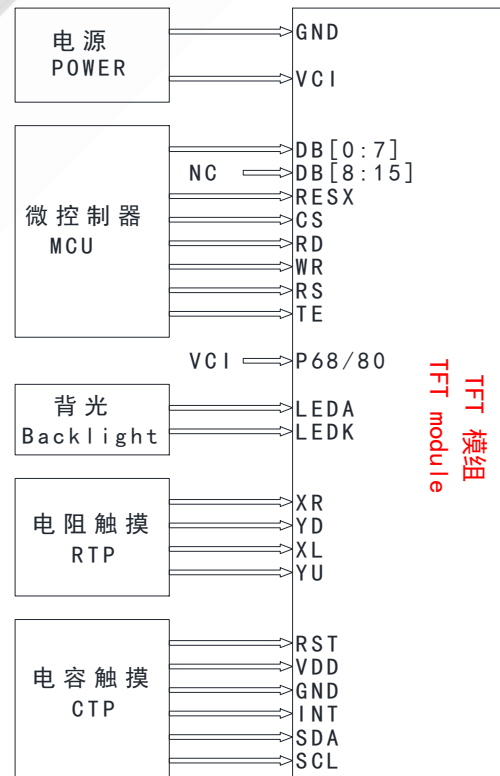 电源
POWER
GND
VCI
微控制器
MCU
DB[0:7]
NC
DB[8:15]
RESX
CS
RD
WR
RS
TE
VCI
P68/80
背光
Backlight
LEDA
LEDK
电阻触摸
RTP
XR
YD
XL
YU
电容触摸
CTP
RST
VDD
GND
INT
SDA
SCL
TFT 模组
TFT module